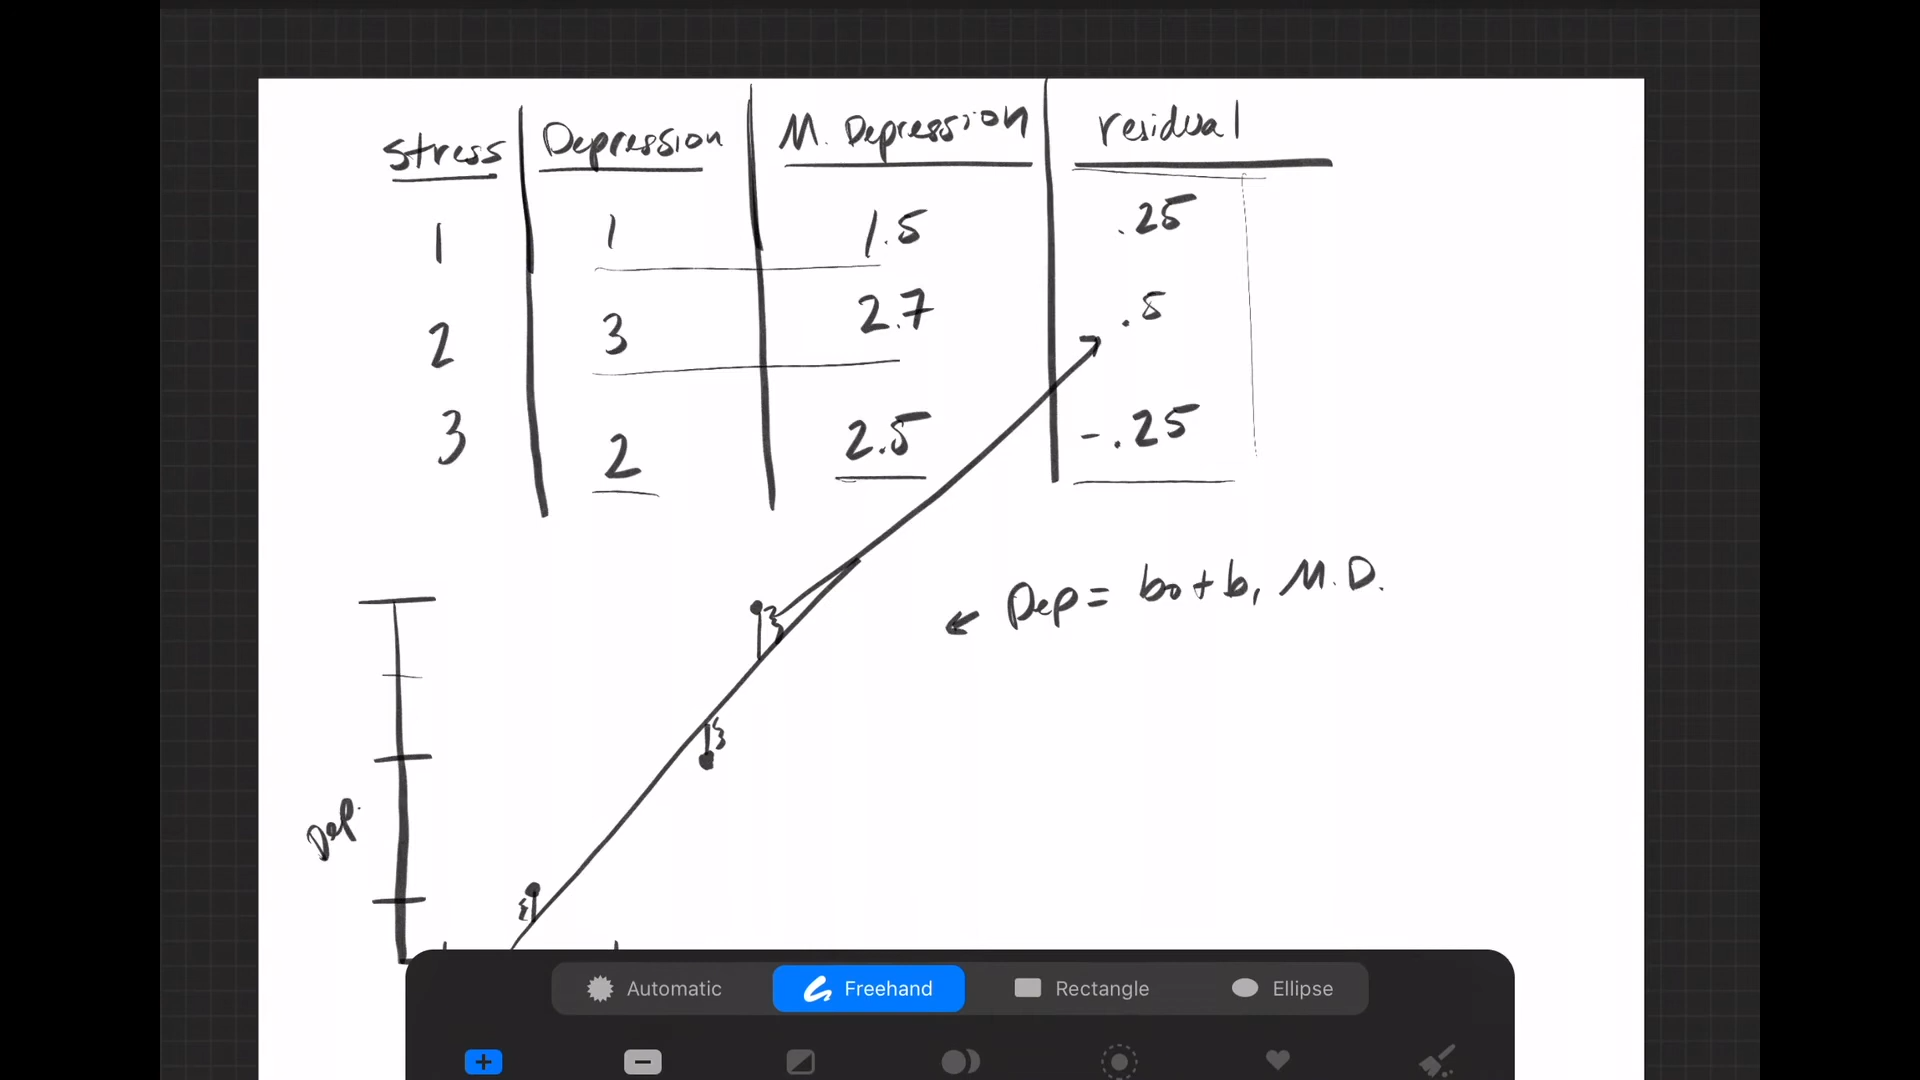 stress Depression M. Depression residual
1 1 1.5 .25
2 3 2.7 .5
3 2 2.5 -.25
Dep = b₀ + b₁ M.D.
Dep.
Automatic Freehand Rectangle Ellipse